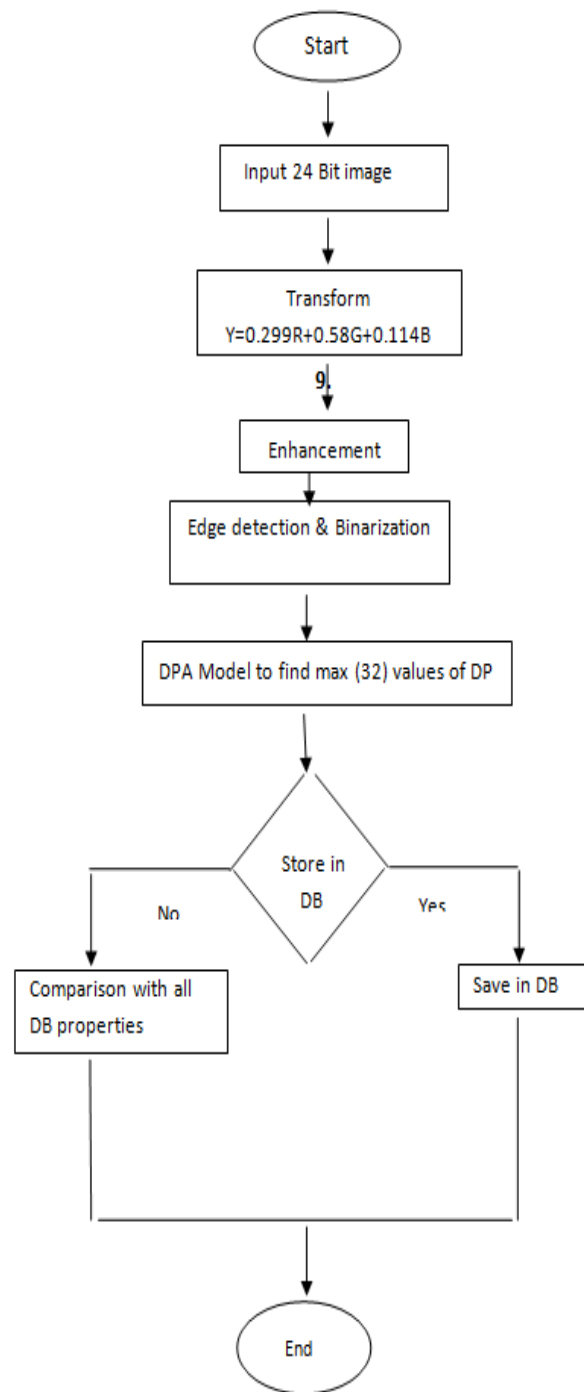 Start
Input 24 Bit image
Transform
Y=0.299R+0.58G+0.114B
9.
Enhancement
Edge detection & Binarization
DPA Model to find max (32) values of DP
Store in
DB
No
Yes
Comparison with all
DB properties
Save in DB
End